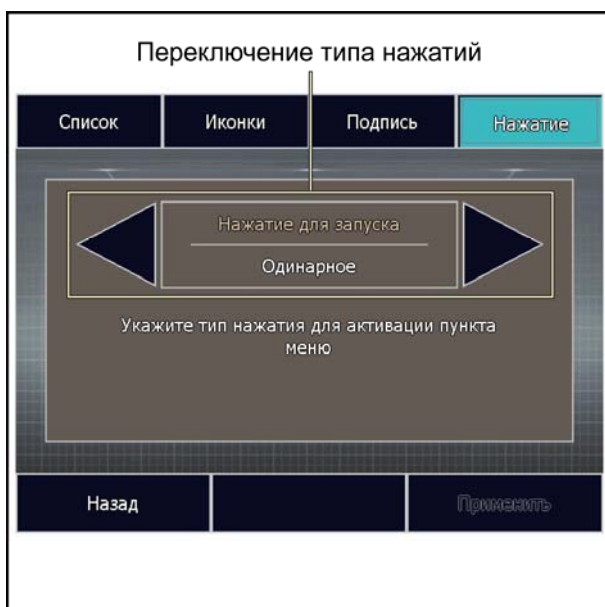 Переключение типа нажатий
Список Иконки Подпись Нажатие
Нажатие для запуска
Одинарное
Укажите тип нажатия для активации пункта
меню
Назад Применить